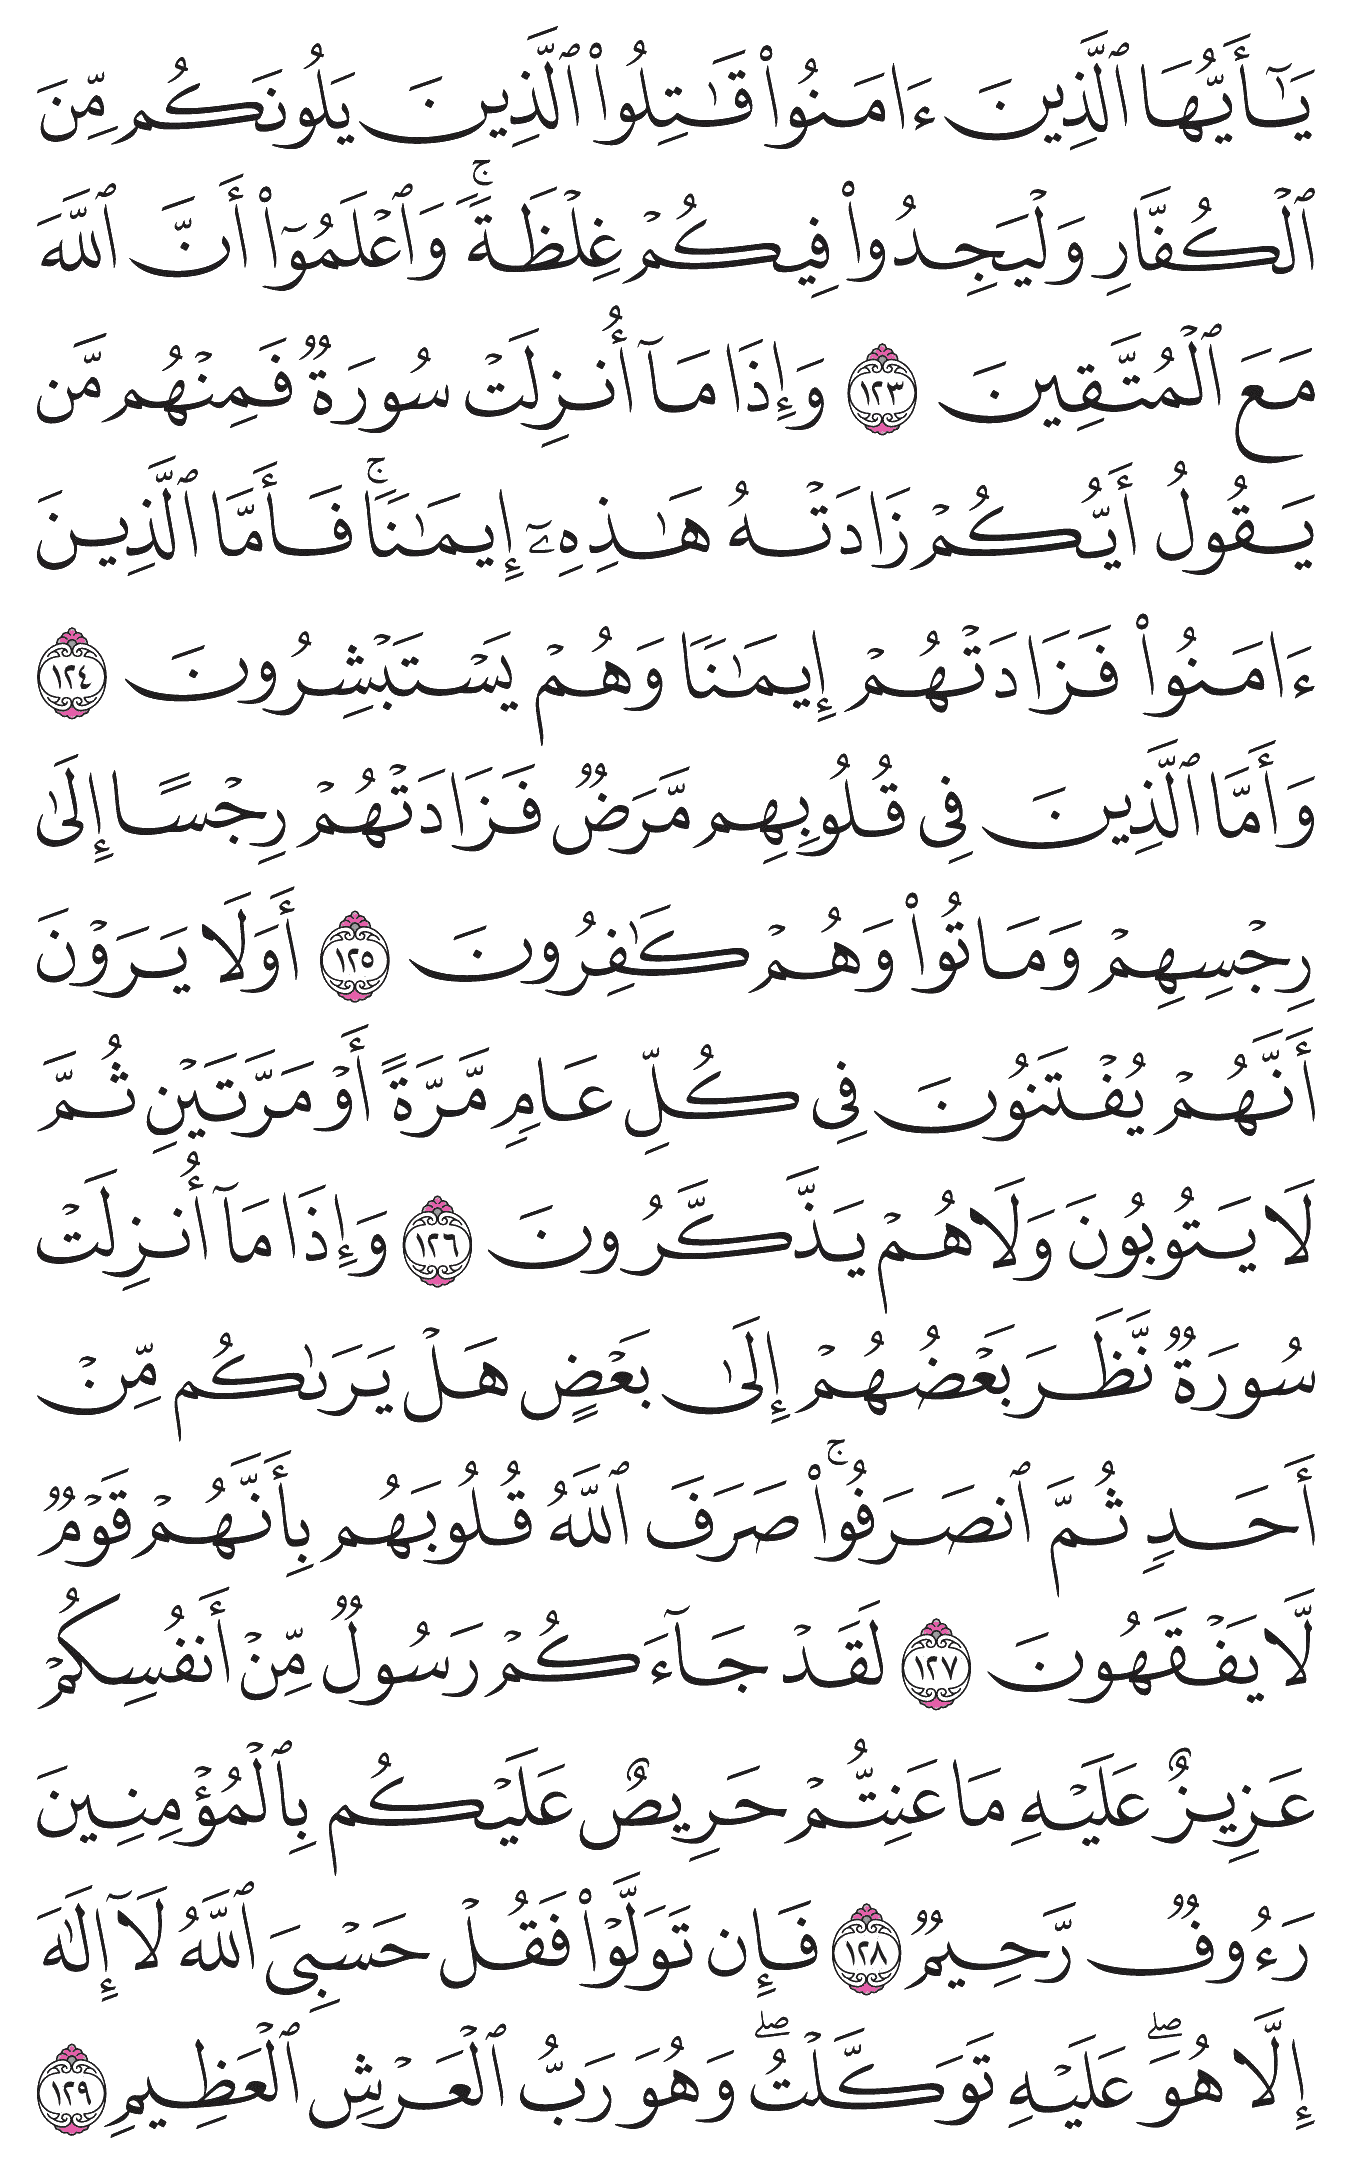 يَـٰٓأَيُّهَا ٱلَّذِينَ ءَامَنُوا۟ قَـٰتِلُوا۟ ٱلَّذِينَ يَلُونَكُم مِّنَ
ٱلْكُفَّارِ وَلْيَجِدُوا۟ فِيكُمْ غِلْظَةً ۚ وَٱعْلَمُوٓا۟ أَنَّ ٱللَّهَ
مَعَ ٱلْمُتَّقِينَ ١٢٣ وَإِذَا مَآ أُنزِلَتْ سُورَةٌ فَمِنْهُم مَّن
يَقُولُ أَيُّكُمْ زَادَتْهُ هَـٰذِهِۦٓ إِيمَـٰنًا ۚ فَأَمَّا ٱلَّذِينَ
ءَامَنُوا۟ فَزَادَتْهُمْ إِيمَـٰنًا وَهُمْ يَسْتَبْشِرُونَ ١٢٤
وَأَمَّا ٱلَّذِينَ فِى قُلُوبِهِم مَّرَضٌ فَزَادَتْهُمْ رِجْسًا إِلَىٰ
رِجْسِهِمْ وَمَاتُوا۟ وَهُمْ كَـٰفِرُونَ ١٢٥ أَوَلَا يَرَوْنَ
أَنَّهُمْ يُفْتَنُونَ فِى كُلِّ عَامٍ مَّرَّةً أَوْ مَرَّتَيْنِ ثُمَّ
لَا يَتُوبُونَ وَلَا هُمْ يَذَّكَّرُونَ ١٢٦ وَإِذَا مَآ أُنزِلَتْ
سُورَةٌ نَّظَرَ بَعْضُهُمْ إِلَىٰ بَعْضٍ هَلْ يَرَىٰكُم مِّنْ
أَحَدٍ ثُمَّ ٱنصَرَفُوا۟ ۚ صَرَفَ ٱللَّهُ قُلُوبَهُم بِأَنَّهُمْ قَوْمٌ
لَّا يَفْقَهُونَ ١٢٧ لَقَدْ جَآءَكُمْ رَسُولٌ مِّنْ أَنفُسِكُمْ
عَزِيزٌ عَلَيْهِ مَا عَنِتُّمْ حَرِيصٌ عَلَيْكُم بِٱلْمُؤْمِنِينَ
رَءُوفٌ رَّحِيمٌ ١٢٨ فَإِن تَوَلَّوْا۟ فَقُلْ حَسْبِىَ ٱللَّهُ لَآ إِلَـٰهَ
إِلَّا هُوَ ۖ عَلَيْهِ تَوَكَّلْتُ ۖ وَهُوَ رَبُّ ٱلْعَرْشِ ٱلْعَظِيمِ ١٢٩